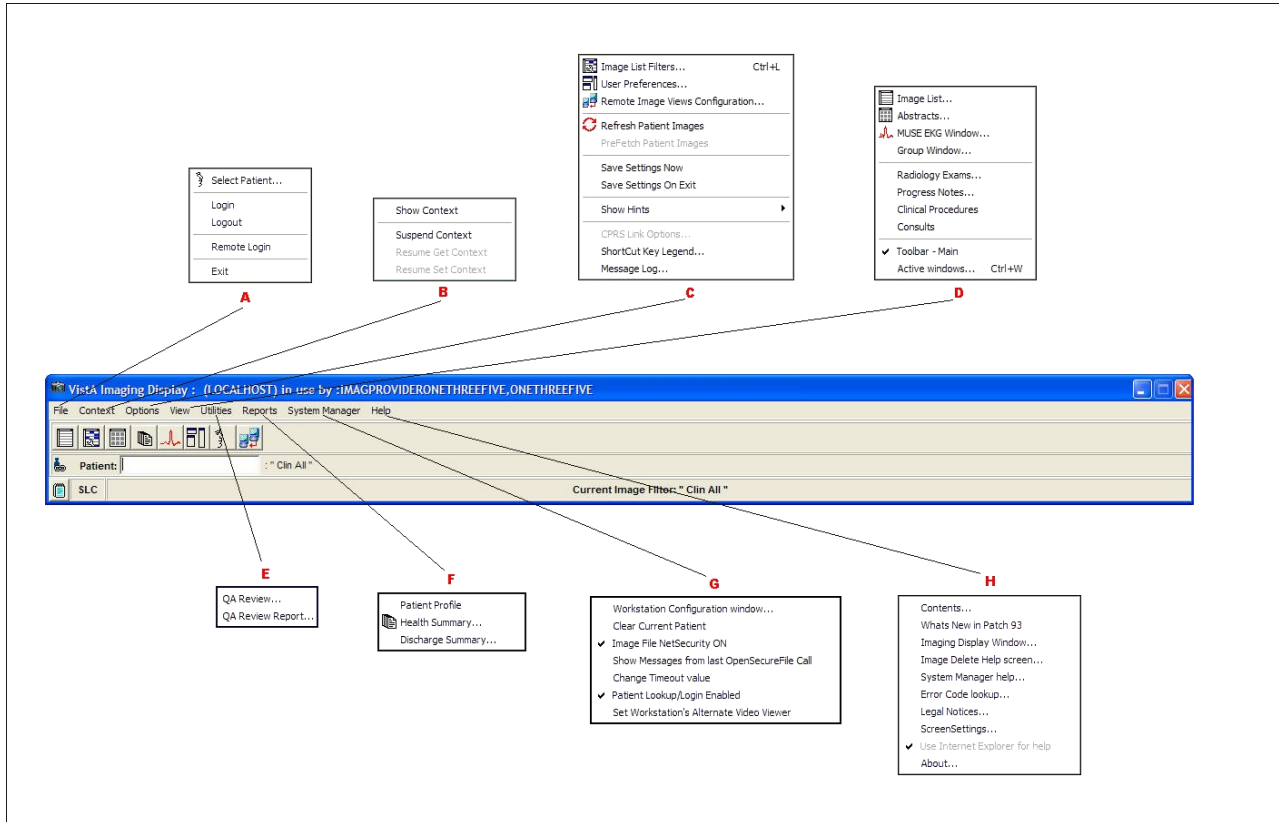 Image List Filters... Ctrl+L
User Preferences...
Remote Image Views Configuration...
Refresh Patient Images
PreFetch Patient Images
Save Settings Now
Save Settings On Exit
Show Hints
CPRS Link Options...
ShortCut Key Legend...
Message Log...
Image List...
Abstracts...
MUSE EKG Window...
Group Window...
Radiology Exams...
Progress Notes...
Clinical Procedures
Consults
Toolbar - Main
Active windows... Ctrl+W
Select Patient...
Login
Logout
Remote Login
Exit
Show Context
Suspend Context
Resume Get Context
Resume Set Context
A
B
C
D
VistA Imaging Display : (LOCALHOST) in use by :IMAGPROVIDERONETHREEFIVE,ONETHREEFIVE
File Context Options View Utilities Reports System Manager Help
Patient: : " Clin All "
SLC Current Image Filter: " Clin All "
E
F
G
H
QA Review...
QA Review Report...
Patient Profile
Health Summary...
Discharge Summary...
Workstation Configuration window...
Clear Current Patient
Image File NetSecurity ON
Show Messages from last OpenSecureFile Call
Change Timeout value
Patient Lookup/Login Enabled
Set Workstation's Alternate Video Viewer
Contents...
Whats New in Patch 93
Imaging Display Window...
Image Delete Help screen...
System Manager help...
Error Code lookup...
Legal Notices...
ScreenSettings...
Use Internet Explorer for help
About...